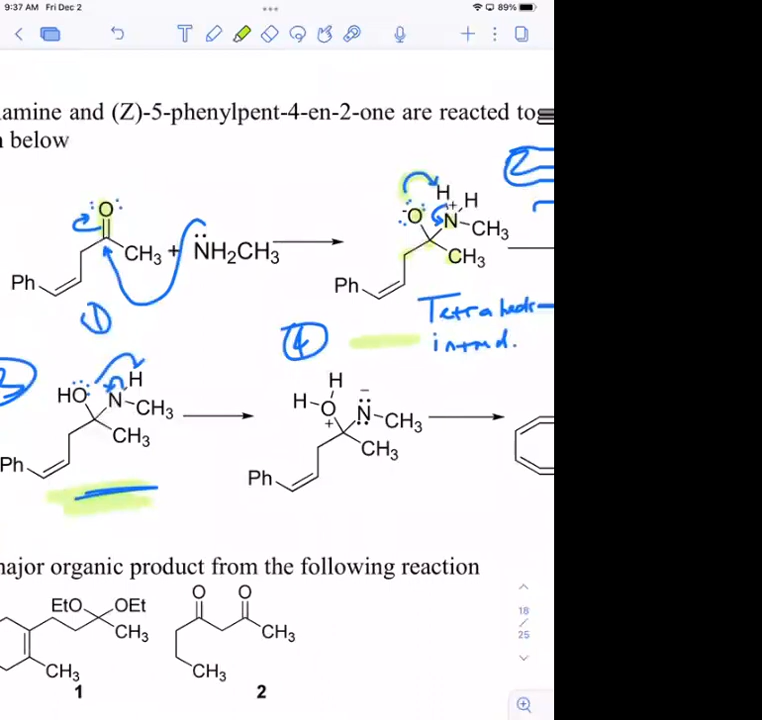 9:37 AM Fri Dec 2
89%
amine and (Z)-5-phenylpent-4-en-2-one are reacted to
below
O
CH3 + NH2CH3
Ph
1
H
H
-O
N
+
CH3
CH3
Ph
Tetrahedr
intmd.
4
H
HO
N-CH3
CH3
Ph
H
H-O
+
N-CH3
CH3
Ph
major organic product from the following reaction
EtO OEt
CH3
CH3
1
O O
CH3
CH3
2
18
/
25